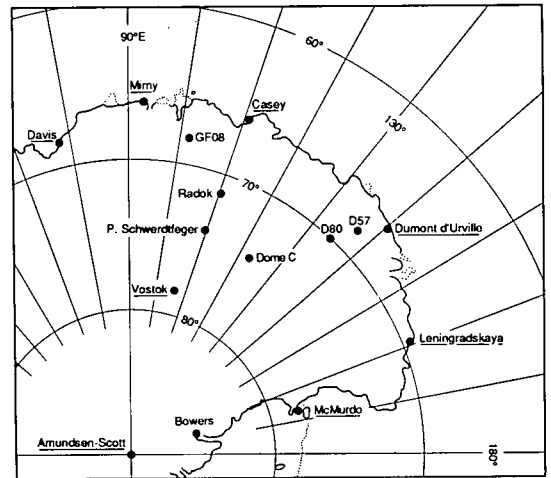 90°E
60°
Mirny
Casey
130°
Davis
GF08
70°
Radok
P. Schwerdtfeger
D57
D80
Dumont d'Urville
Dome C
Vostok
80°
Leningradskaya
Bowers
McMurdo
Amundsen-Scott
180°